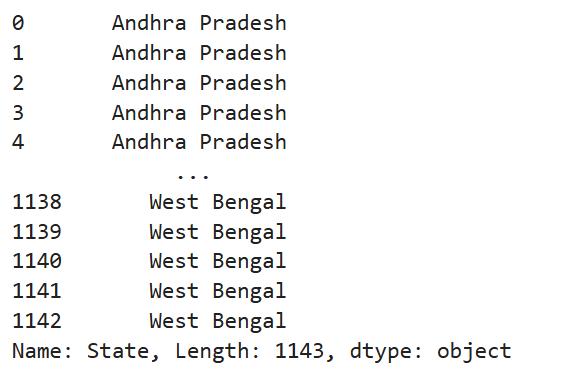 0       Andhra Pradesh
1       Andhra Pradesh
2       Andhra Pradesh
3       Andhra Pradesh
4       Andhra Pradesh
             ...
1138       West Bengal
1139       West Bengal
1140       West Bengal
1141       West Bengal
1142       West Bengal
Name: State, Length: 1143, dtype: object